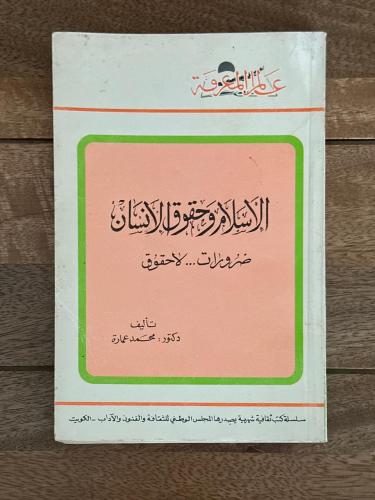 عالم المعرفة
الإسلام وحقوق الإنسان
ضرورات... لا حقوق
تأليف
دكتور: محمد عمارة
سلسلة كتب ثقافية شهرية يصدرها المجلس الوطني للثقافة والفنون والآداب - الكويت